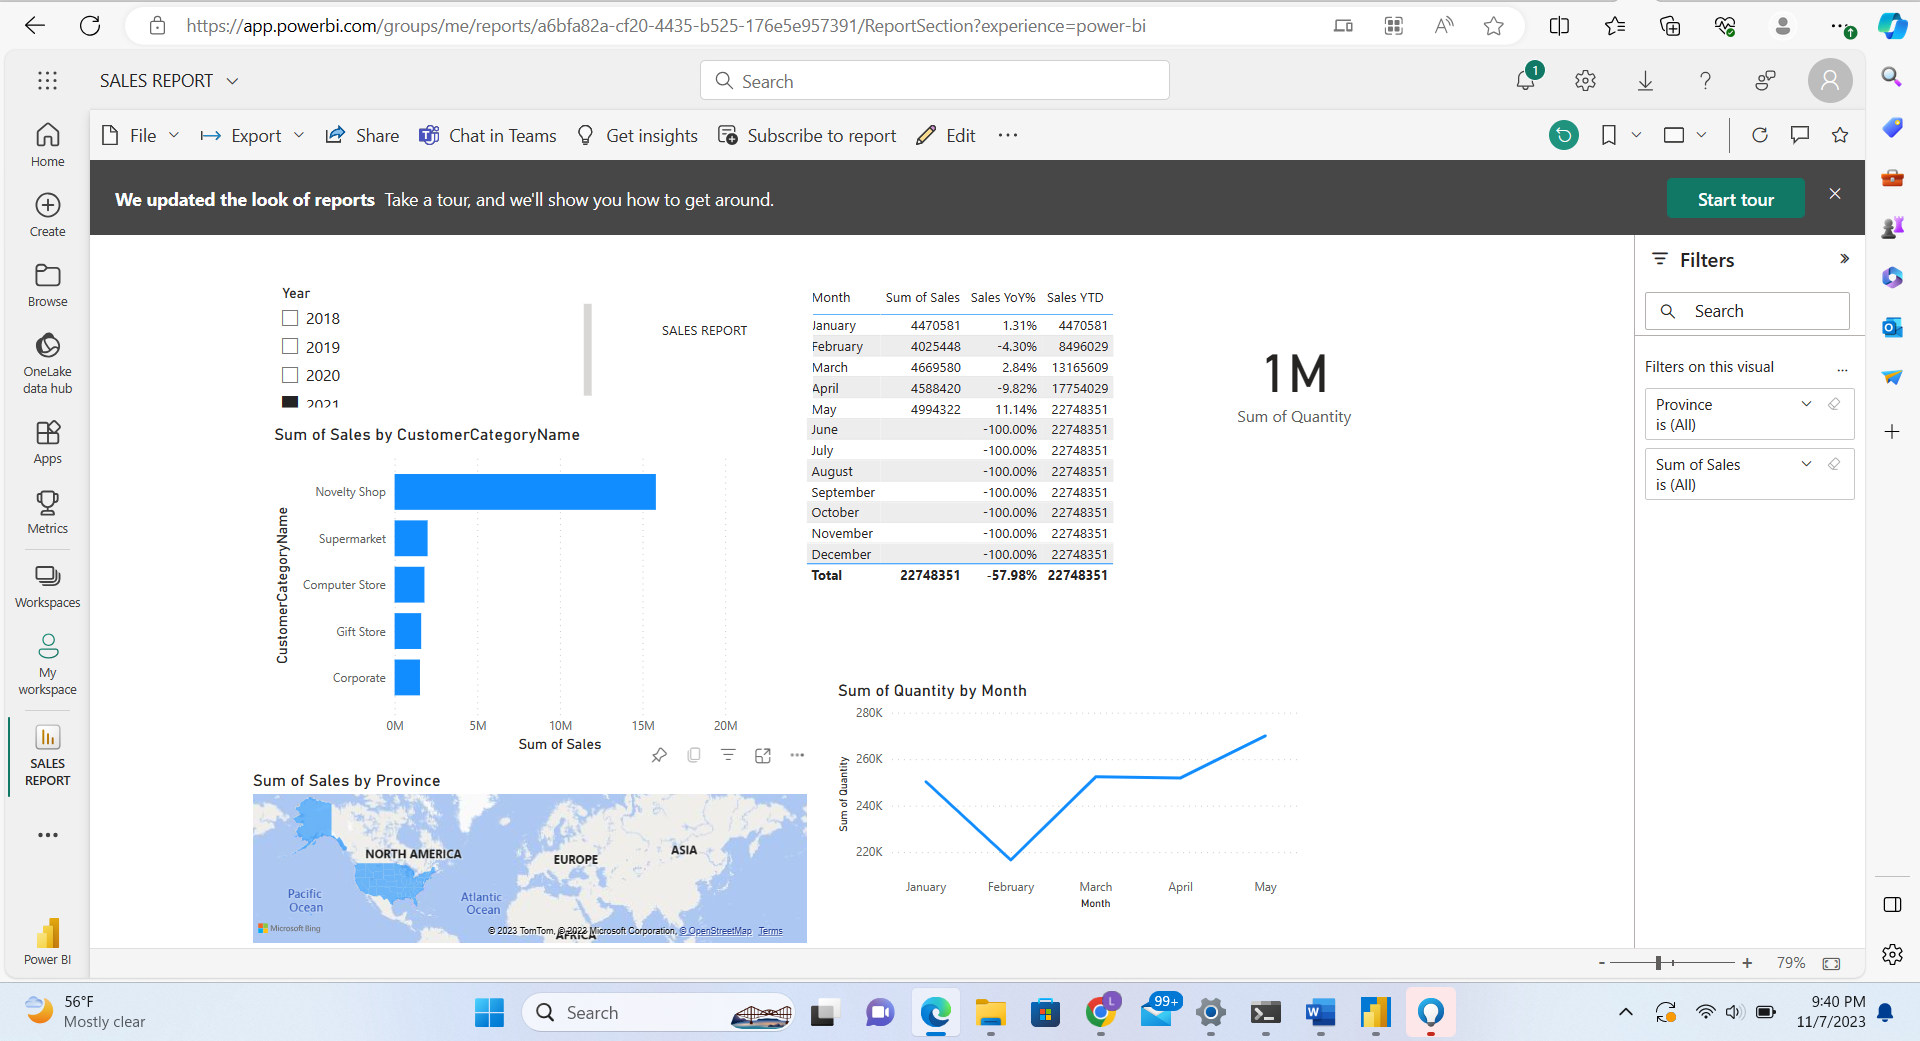 https://app.powerbi.com/groups/me/reports/a6bfa82a-cf20-4435-b525-176e5e957391/ReportSection?experience=power-bi
SALES REPORT
Search
1
File
Export
Share
Chat in Teams
Get insights
Subscribe to report
Edit
We updated the look of reports Take a tour, and we'll show you how to get around.
Start tour
Home
Create
Browse
OneLake
data hub
Apps
Metrics
Workspaces
My
workspace
SALES
REPORT
Power BI
Year
2018
2019
2020
2021
SALES REPORT
Month Sum of Sales Sales YoY% Sales YTD
January 4470581 1.31% 4470581
February 4025448 -4.30% 8496029
March 4669580 2.84% 13165609
April 4588420 -9.82% 17754029
May 4994322 11.14% 22748351
June -100.00% 22748351
July -100.00% 22748351
August -100.00% 22748351
September -100.00% 22748351
October -100.00% 22748351
November -100.00% 22748351
December -100.00% 22748351
Total 22748351 -57.98% 22748351
1M
Sum of Quantity
Filters
Search
Filters on this visual
Province
is (All)
Sum of Sales
is (All)
Sum of Sales by CustomerCategoryName
CustomerCategoryName
Novelty Shop
Supermarket
Computer Store
Gift Store
Corporate
0M 5M 10M 15M 20M
Sum of Sales
Sum of Sales by Province
NORTH AMERICA
EUROPE
ASIA
Pacific
Ocean
Atlantic
Ocean
AFRICA
Microsoft Bing
© 2023 TomTom, © 2023 Microsoft Corporation, © OpenStreetMap Terms
Sum of Quantity by Month
Sum of Quantity
280K
260K
240K
220K
January February March April May
Month
- + 79%
56°F
Mostly clear
Search
L
99+
W
9:40 PM
11/7/2023